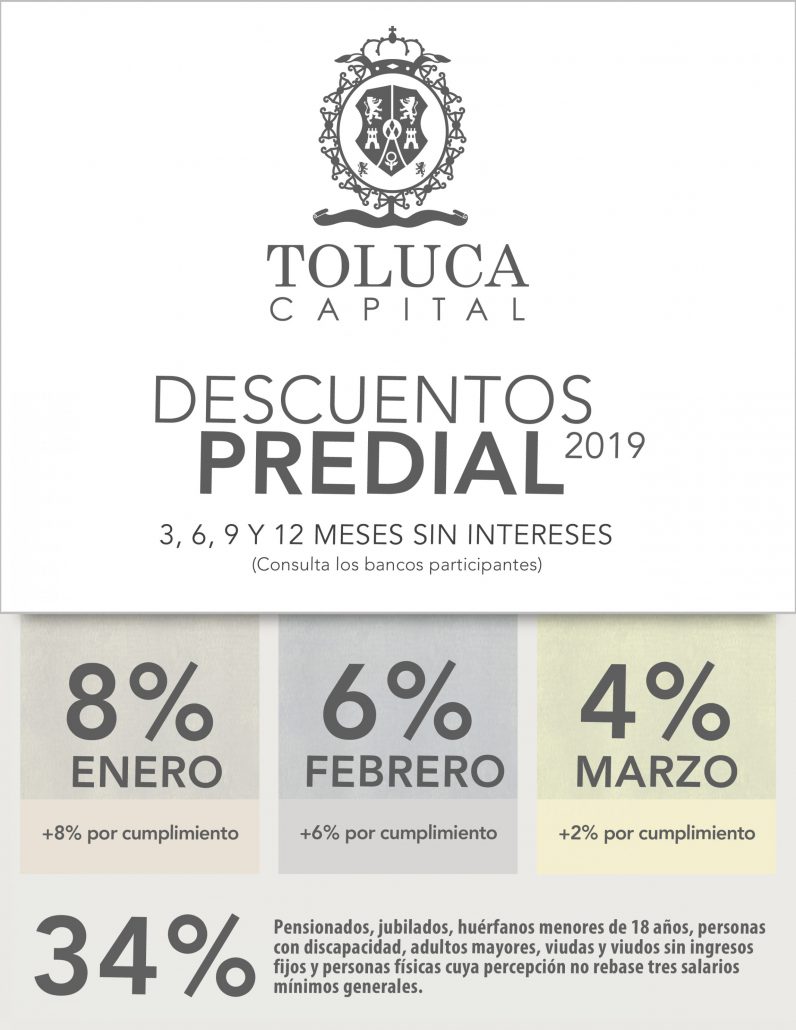 TOLUCA
CAPITAL
DESCUENTOS
PREDIAL 2019
3, 6, 9 Y 12 MESES SIN INTERESES
(Consulta los bancos participantes)
8% 6% 4%
ENERO FEBRERO MARZO
+8% por cumplimiento +6% por cumplimiento +2% por cumplimiento
34%
Pensionados, jubilados, huérfanos menores de 18 años, personas
con discapacidad, adultos mayores, viudas y viudos sin ingresos
fijos y personas físicas cuya percepción no rebase tres salarios
mínimos generales.